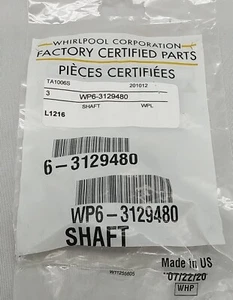 WHIRLPOOL CORPORATION
FACTORY CERTIFIED PARTS
PIÈCES CERTIFIÉES
TA1006S 201012
3 WP6-3129480
SHAFT WPL
L1216
6-3129480
WP6-3129480
SHAFT
Made in US
07/22/20
WHP